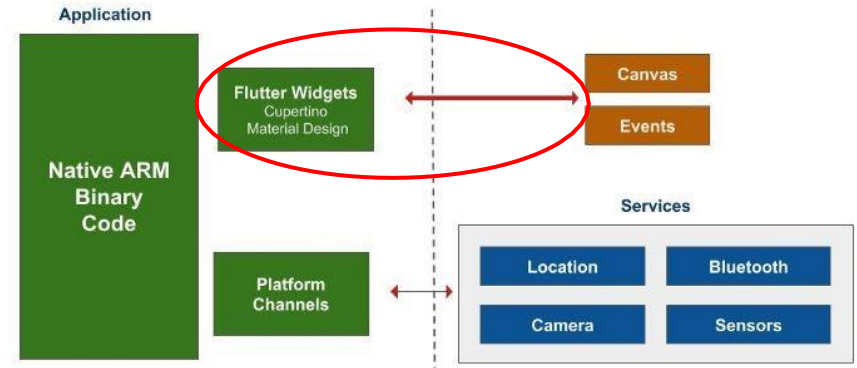 Application
Native ARM
Binary
Code
Flutter Widgets
Cupertino
Material Design
Canvas
Events
Platform
Channels
Services
Location
Bluetooth
Camera
Sensors